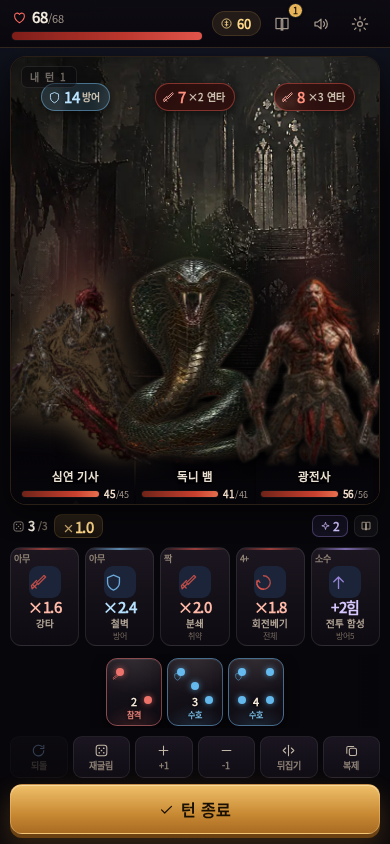 68/68
60
1
내 턴 1
14 방어
7 ×2 연타
8 ×3 연타
심연 기사
독니 뱀
광전사
45/45
41/41
56/56
3/3
×1.0
2
아무
아무
짝
4+
소수
×1.6
×2.4
×2.0
×1.8
+2힘
강타
철벽
분쇄
회전베기
전투 함성
방어
취약
전체
방어5
2
3
4
참격
수호
수호
되돌
재굴림
+1
-1
뒤집기
복제
턴 종료